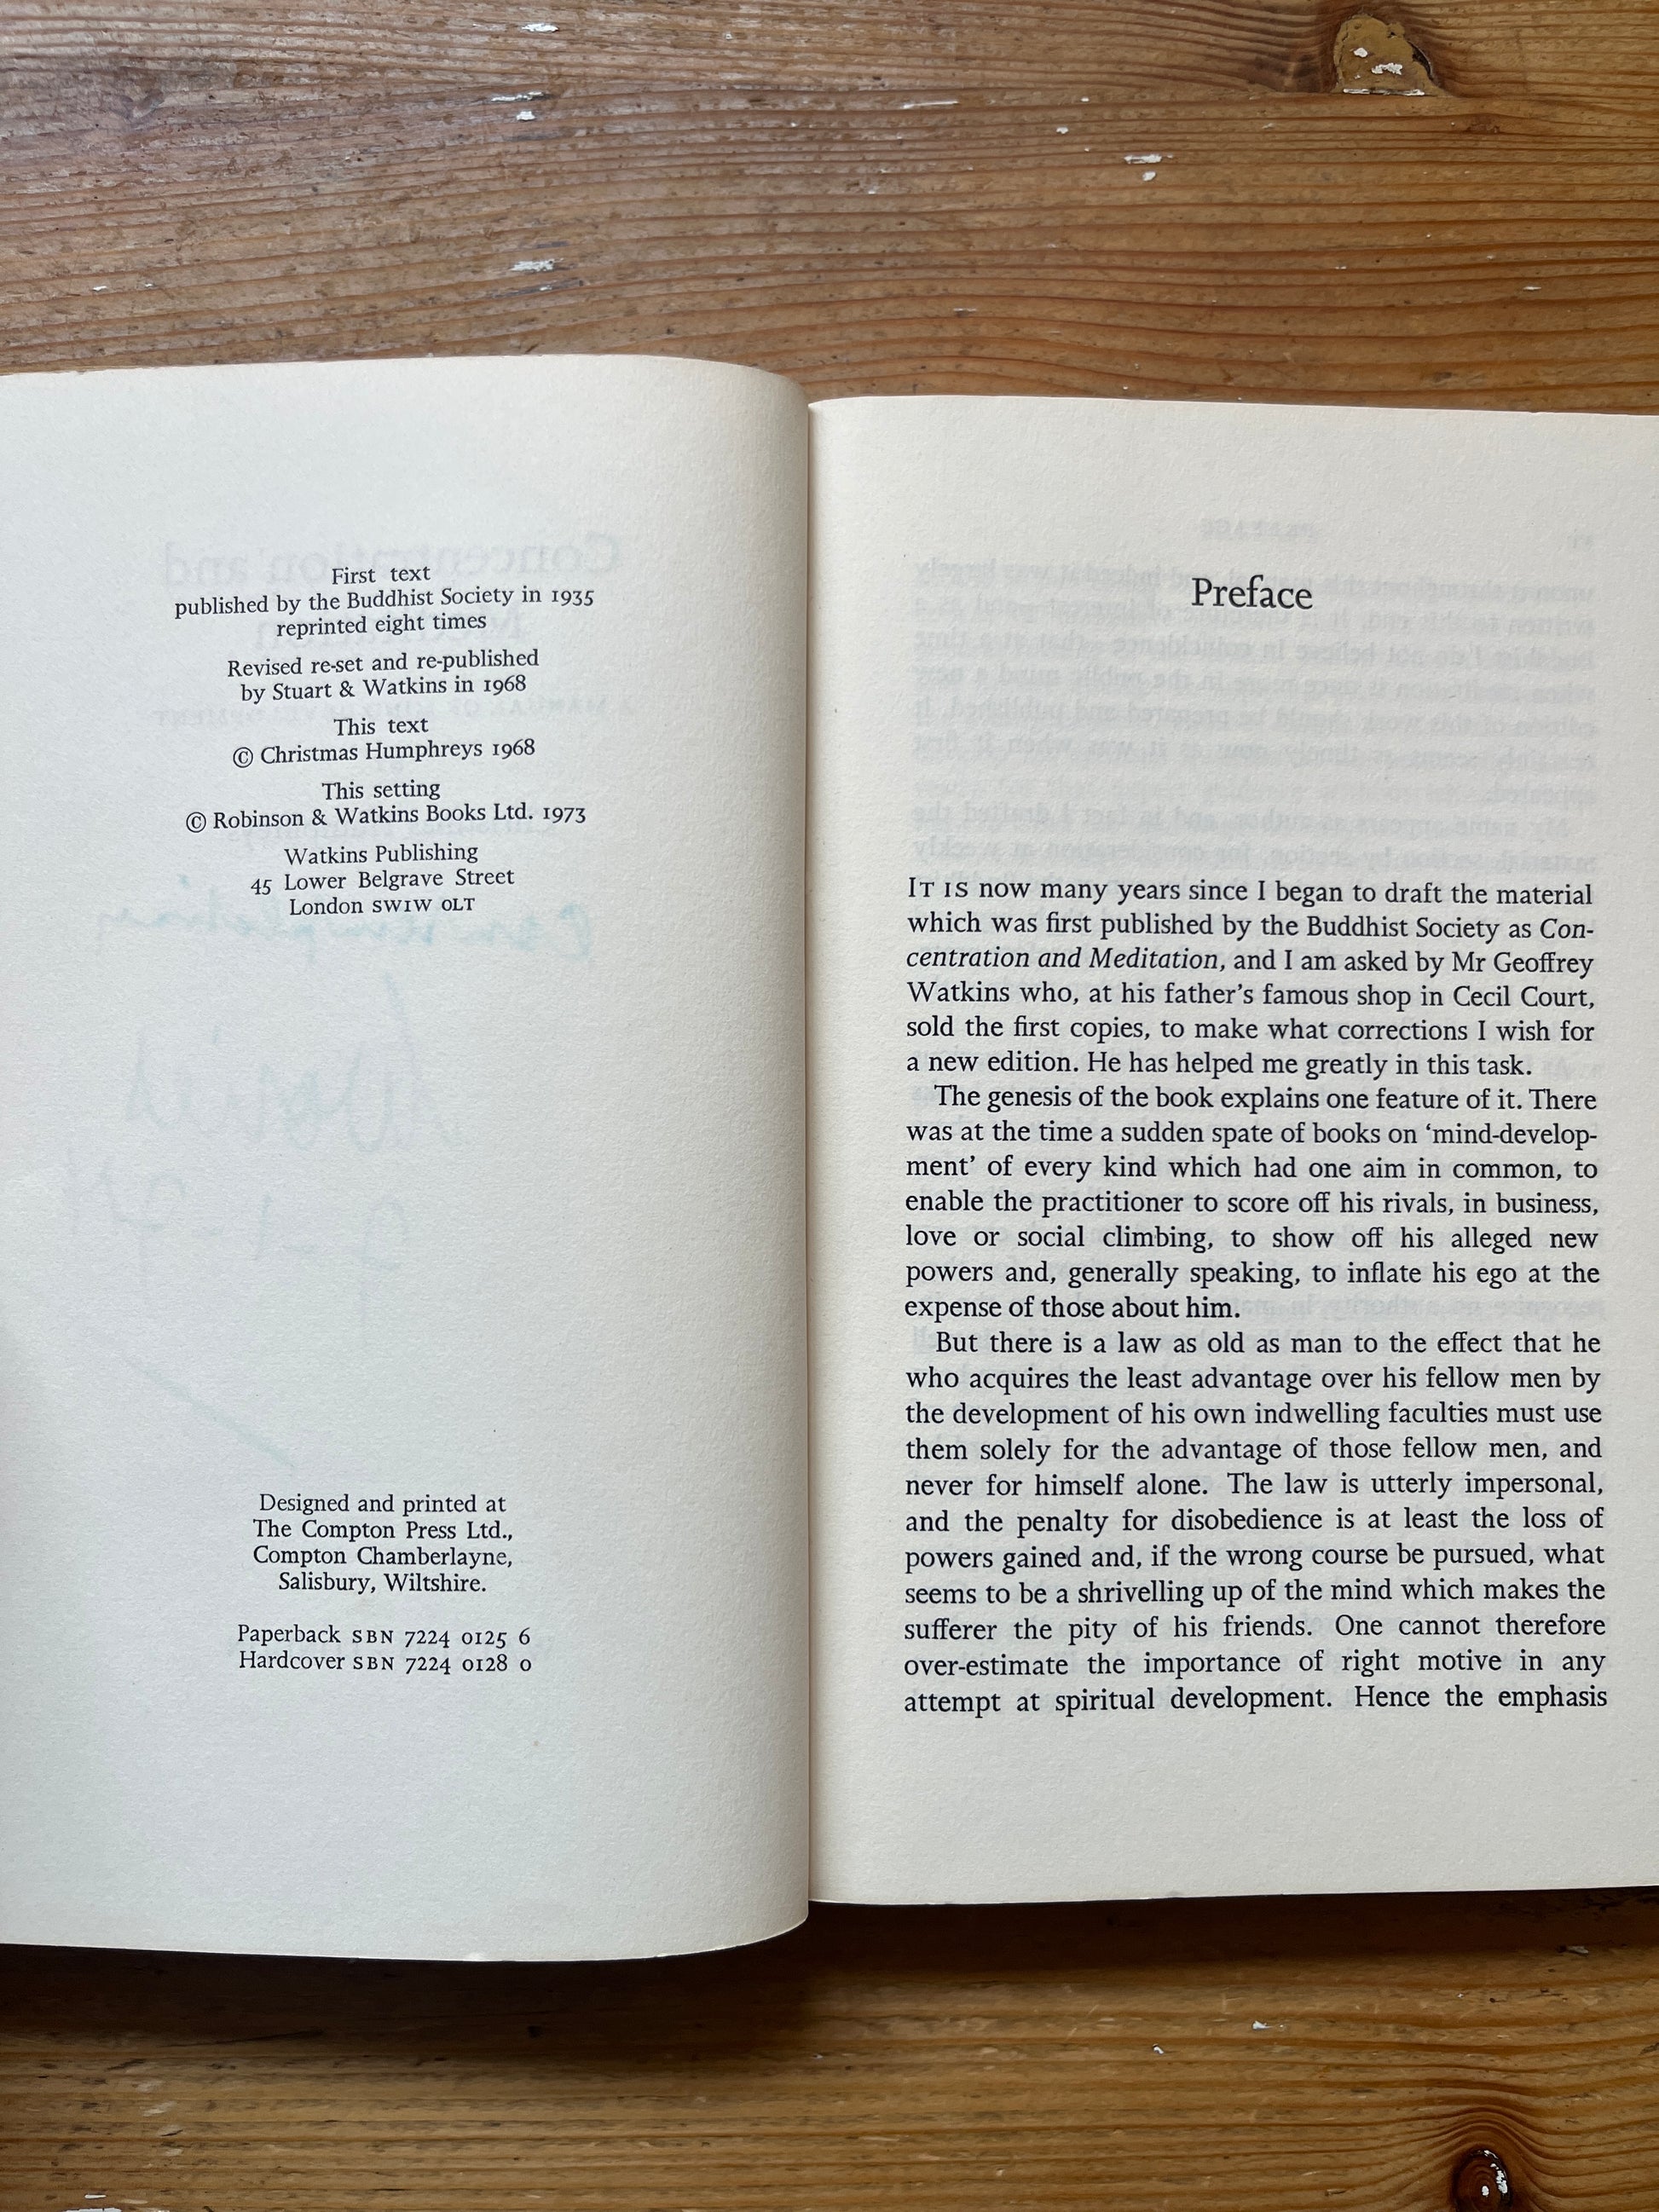 First text
published by the Buddhist Society in 1935
reprinted eight times
Revised re-set and re-published
by Stuart & Watkins in 1968
This text
© Christmas Humphreys 1968
This setting
© Robinson & Watkins Books Ltd. 1973
Watkins Publishing
45 Lower Belgrave Street
London SW1W OLT
Designed and printed at
The Compton Press Ltd.,
Compton Chamberlayne,
Salisbury, Wiltshire.
Paperback SBN 7224 0125 6
Hardcover SBN 7224 0128 0
Preface
IT IS now many years since I began to draft the material
which was first published by the Buddhist Society as Con-
centration and Meditation, and I am asked by Mr Geoffrey
Watkins who, at his father's famous shop in Cecil Court,
sold the first copies, to make what corrections I wish for
a new edition. He has helped me greatly in this task.
The genesis of the book explains one feature of it. There
was at the time a sudden spate of books on ‘mind-develop-
ment’ of every kind which had one aim in common, to
enable the practitioner to score off his rivals, in business,
love or social climbing, to show off his alleged new
powers and, generally speaking, to inflate his ego at the
expense of those about him.
But there is a law as old as man to the effect that he
who acquires the least advantage over his fellow men by
the development of his own indwelling faculties must use
them solely for the advantage of those fellow men, and
never for himself alone. The law is utterly impersonal,
and the penalty for disobedience is at least the loss of
powers gained and, if the wrong course be pursued, what
seems to be a shrivelling up of the mind which makes the
sufferer the pity of his friends. One cannot therefore
over-estimate the importance of right motive in any
attempt at spiritual development. Hence the emphasis